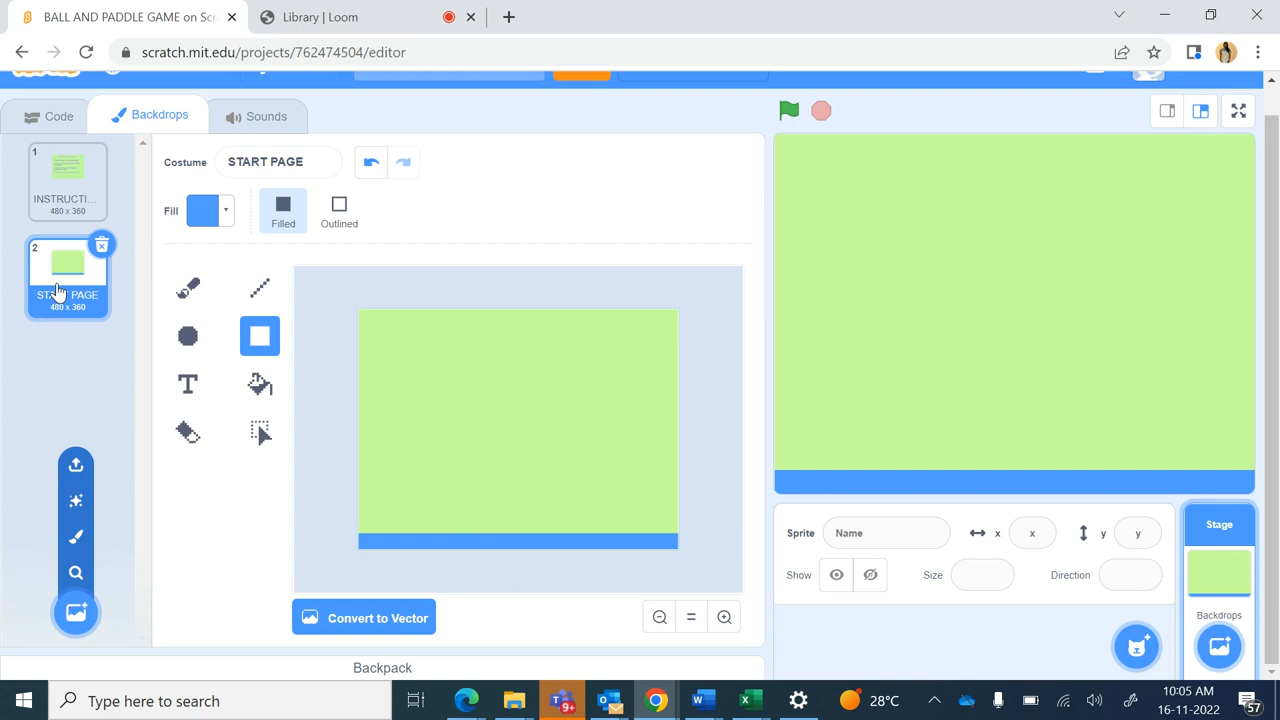 BALL AND PADDLE GAME on Scr
Library | Loom
scratch.mit.edu/projects/762474504/editor
Code
Backdrops
Sounds
1
INSTRUCTI...
480 x 360
2
PAGE
480 x 360
Costume
START PAGE
Fill
Filled
Outlined
T
Convert to Vector
Backpack
Sprite
Name
x
x
y
y
Show
Size
Direction
Stage
Backdrops
Type here to search
9+
28°C
10:05 AM
16-11-2022
57